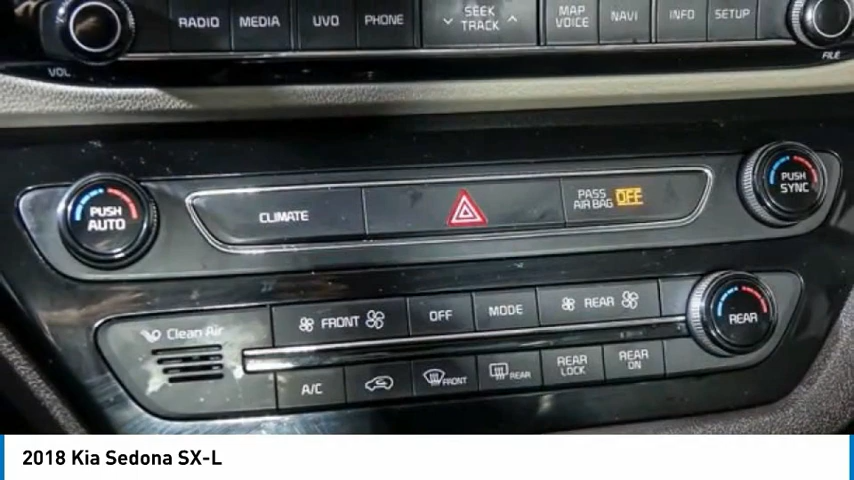 RADIO MEDIA UVO PHONE SEEK TRACK MAP VOICE NAVI INFO SETUP
VOL
FILE
PUSH AUTO
CLIMATE
PASS AIR BAG OFF
PUSH SYNC
Clean Air
FRONT OFF MODE REAR
REAR
A/C FRONT REAR REAR LOCK REAR ON
2018 Kia Sedona SX-L